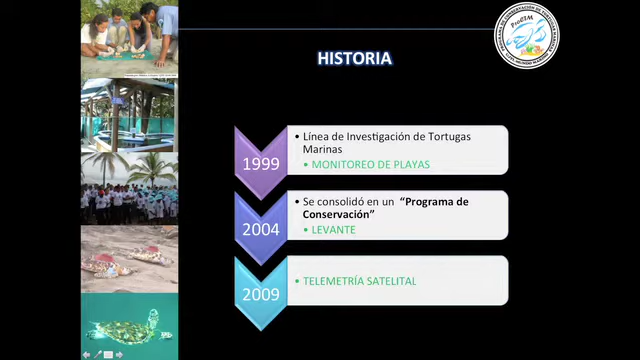 HISTORIA
ProCTM
1999
• Línea de Investigación de Tortugas
Marinas
• MONITOREO DE PLAYAS
2004
• Se consolidó en un “Programa de
Conservación”
• LEVANTE
2009
• TELEMETRÍA SATELITAL